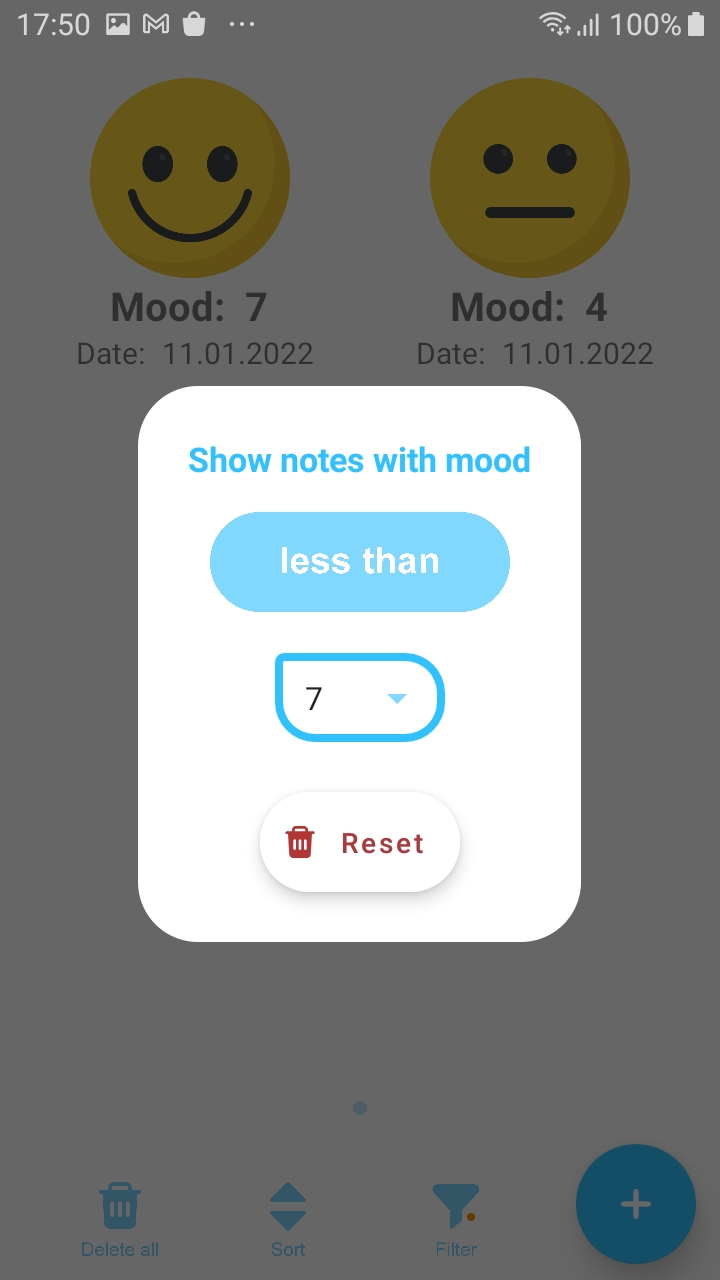 17:50 100%
Mood: 7 Mood: 4
Date: 11.01.2022 Date: 11.01.2022
Show notes with mood
less than
7
Reset
Delete all Sort Filter